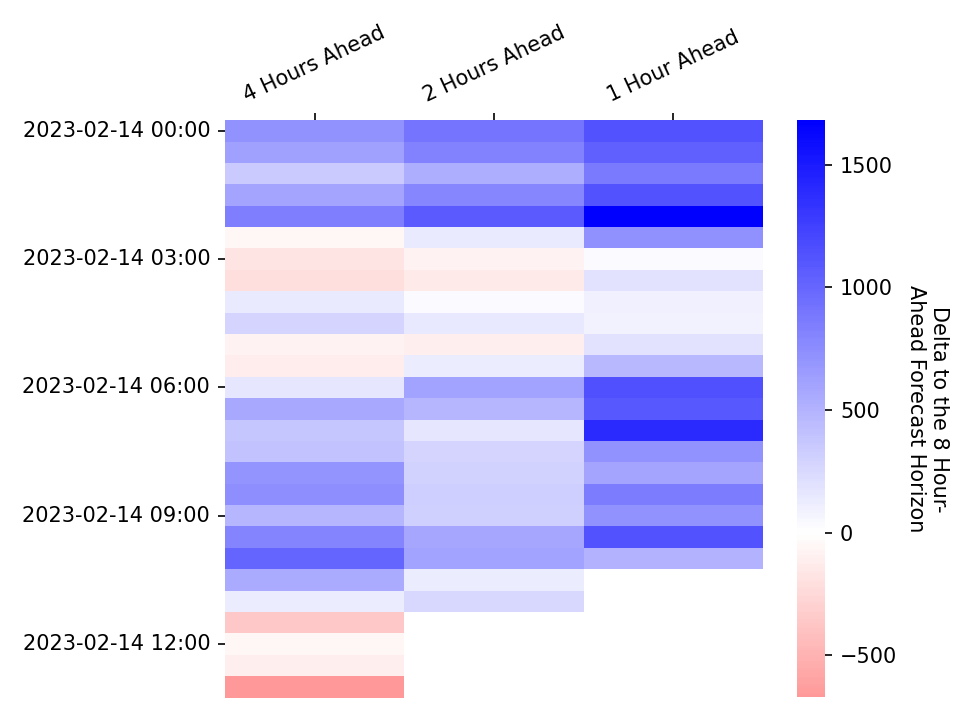 4 Hours Ahead
2 Hours Ahead
1 Hour Ahead
2023-02-14 00:00
2023-02-14 03:00
2023-02-14 06:00
2023-02-14 09:00
2023-02-14 12:00
1500
1000
500
0
−500
Delta to the 8 Hour-
Ahead Forecast Horizon